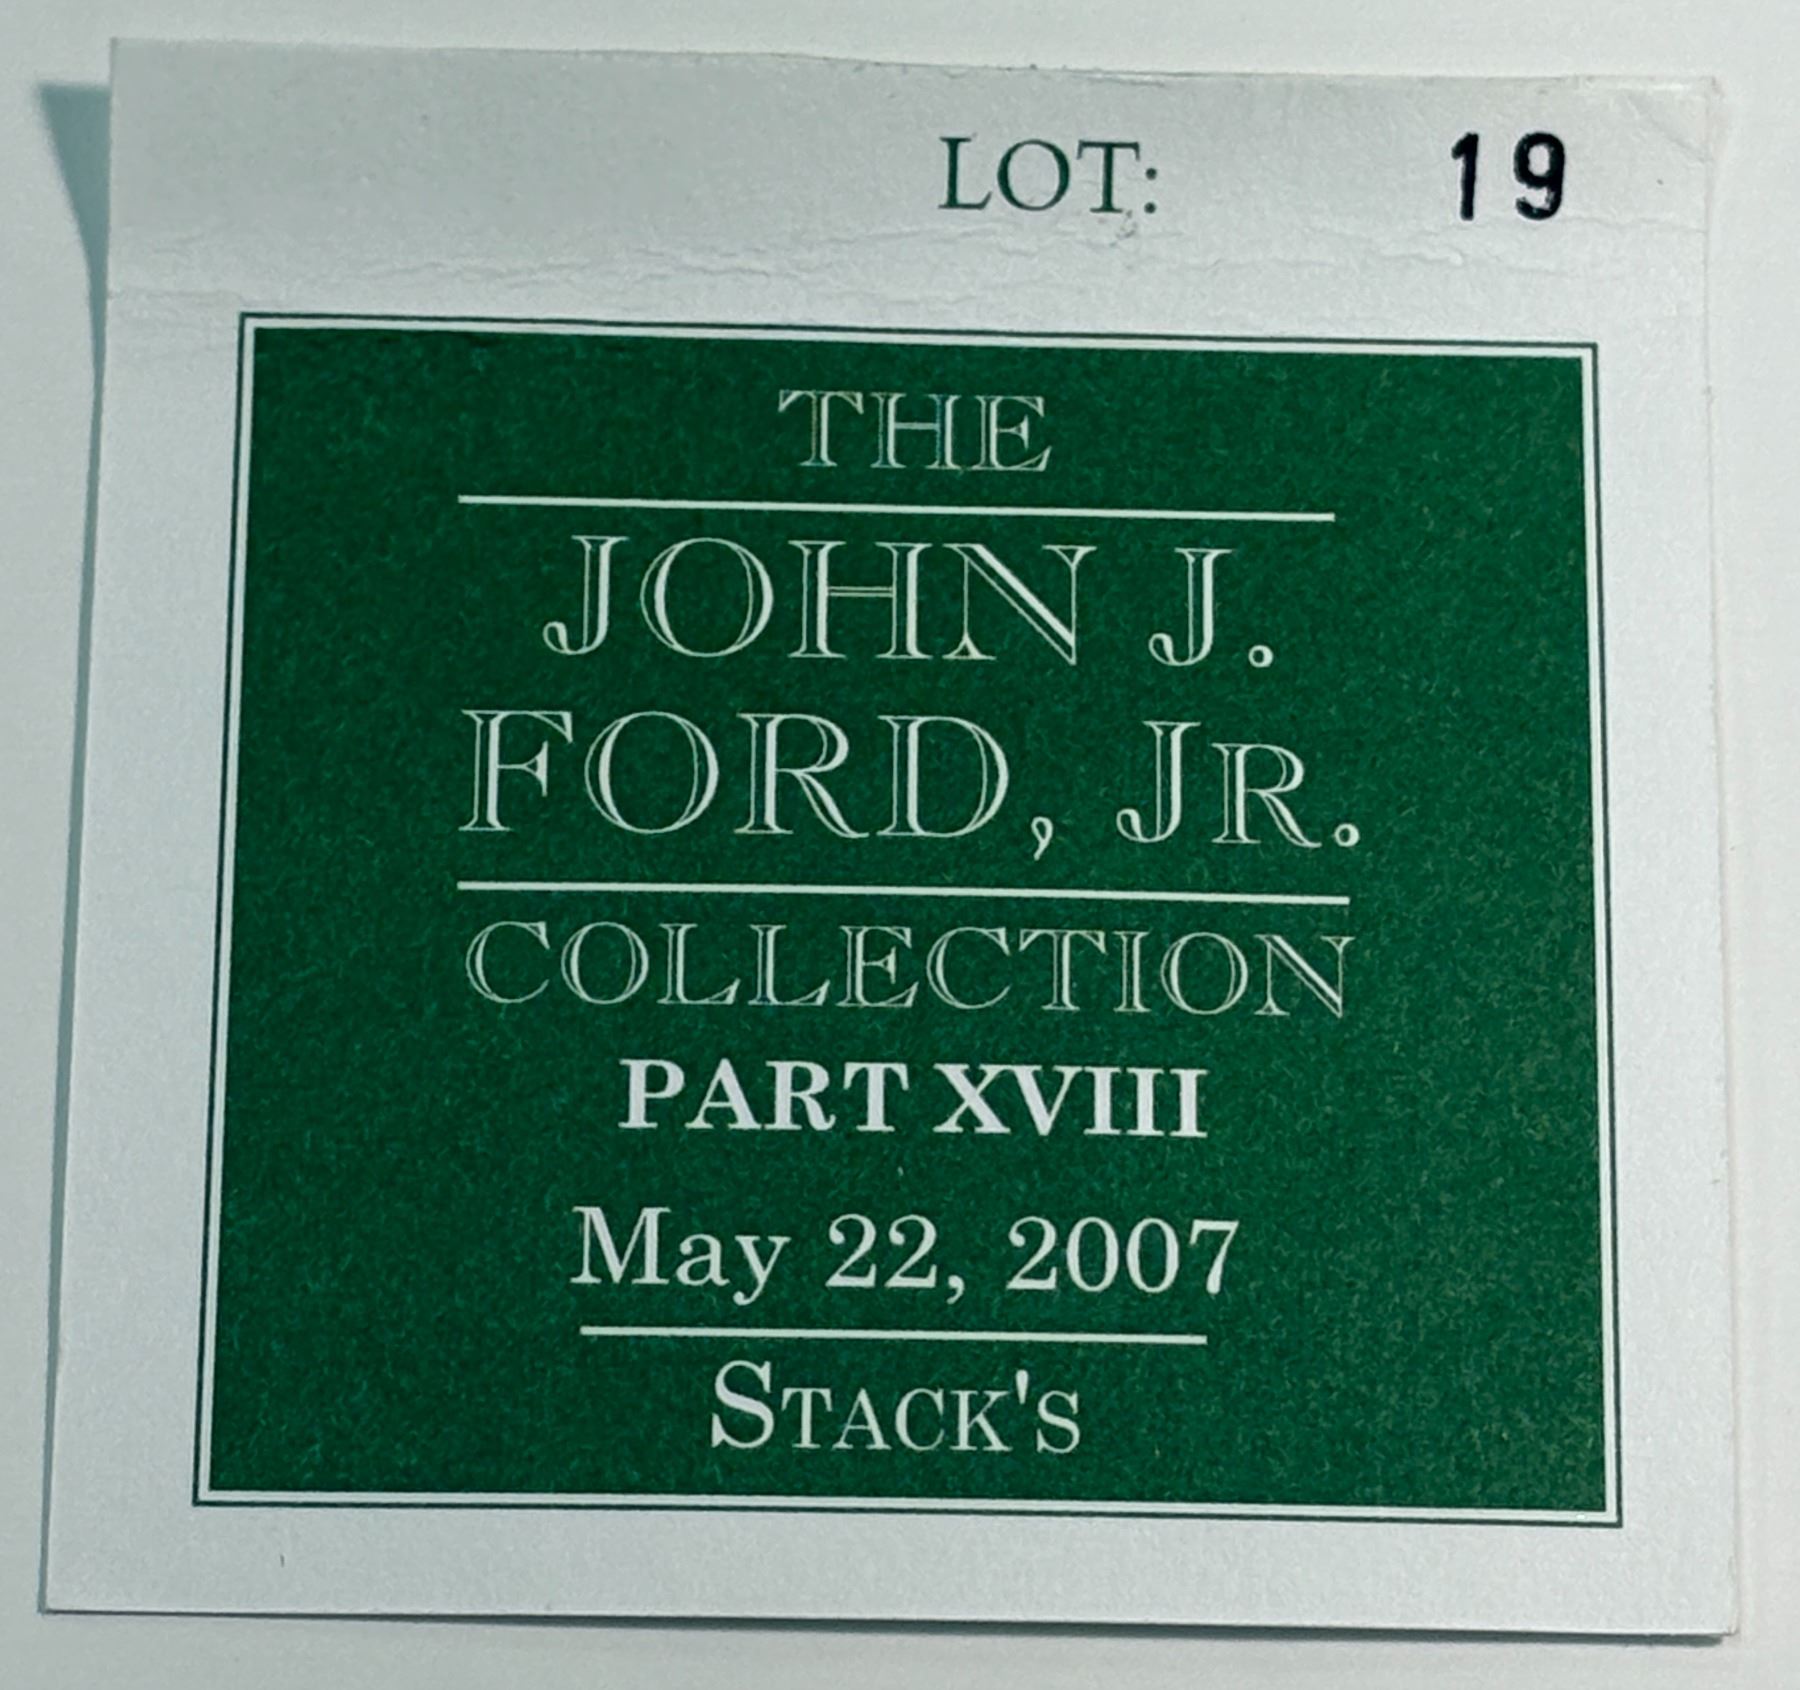 LOT: 19
THE
JOHN J.
FORD, JR.
COLLECTION
PART XVIII
May 22, 2007
STACK'S